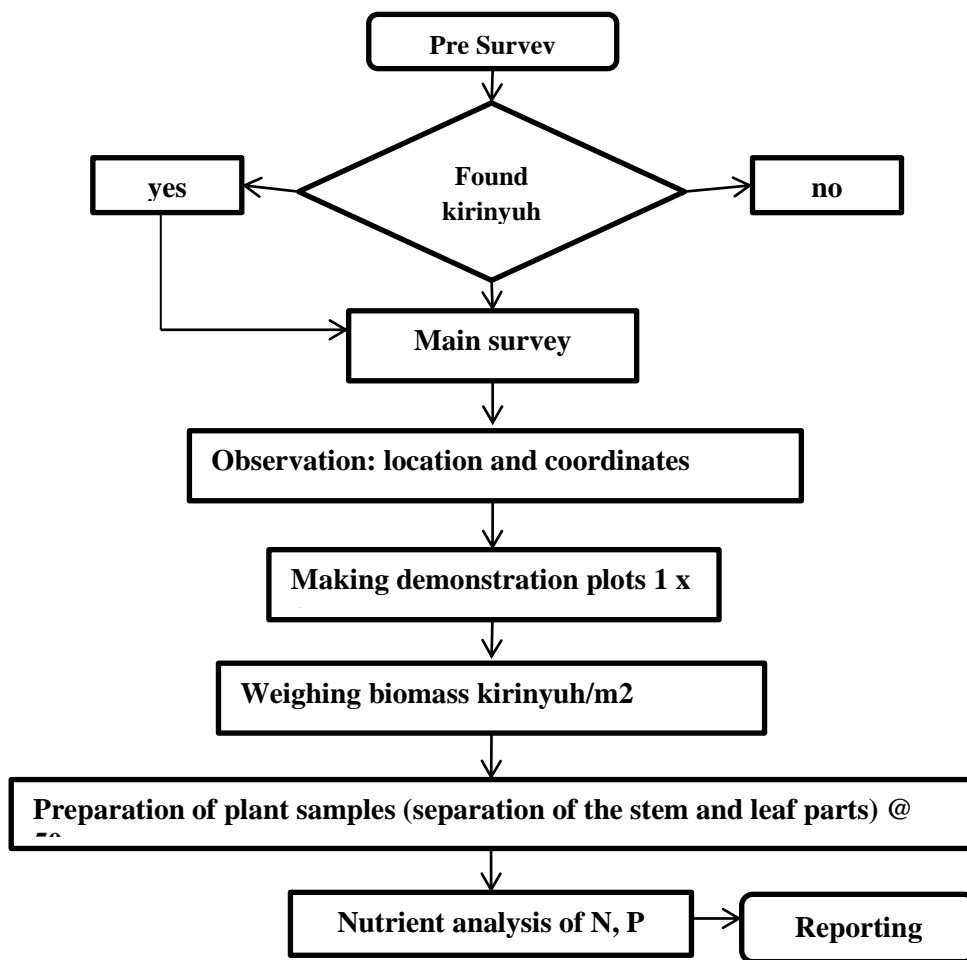 Pre Survey
Found
kirinyuh
yes
no
Main survey
Observation: location and coordinates
Making demonstration plots 1 x
Weighing biomass kirinyuh/m2
Preparation of plant samples (separation of the stem and leaf parts) @
Nutrient analysis of N, P
Reporting